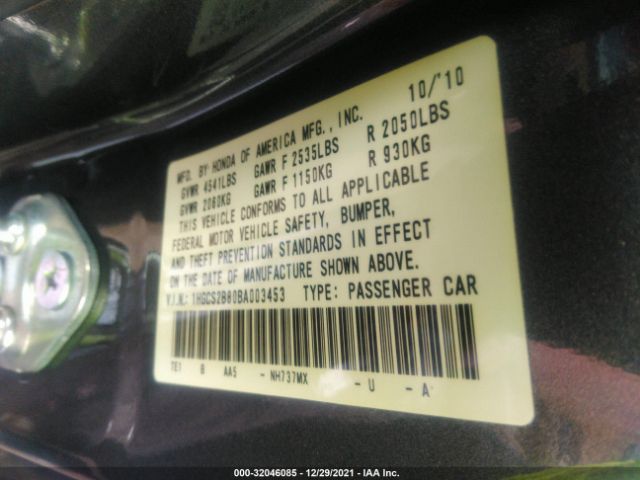 MFD. BY HONDA OF AMERICA MFG., INC. 10/'10
GVWR 4541LBS GAWR F 2535LBS R 2050LBS
GVWR 2060KG GAWR F 1150KG R 930KG
THIS VEHICLE CONFORMS TO ALL APPLICABLE
FEDERAL MOTOR VEHICLE SAFETY, BUMPER,
AND THEFT PREVENTION STANDARDS IN EFFECT
ON THE DATE OF MANUFACTURE SHOWN ABOVE.
V.I.N.: TYPE: PASSENGER CAR
TE1 B AA5 - NH737MX - U - A
000-32046085 - 12/29/2021 - IAA Inc.